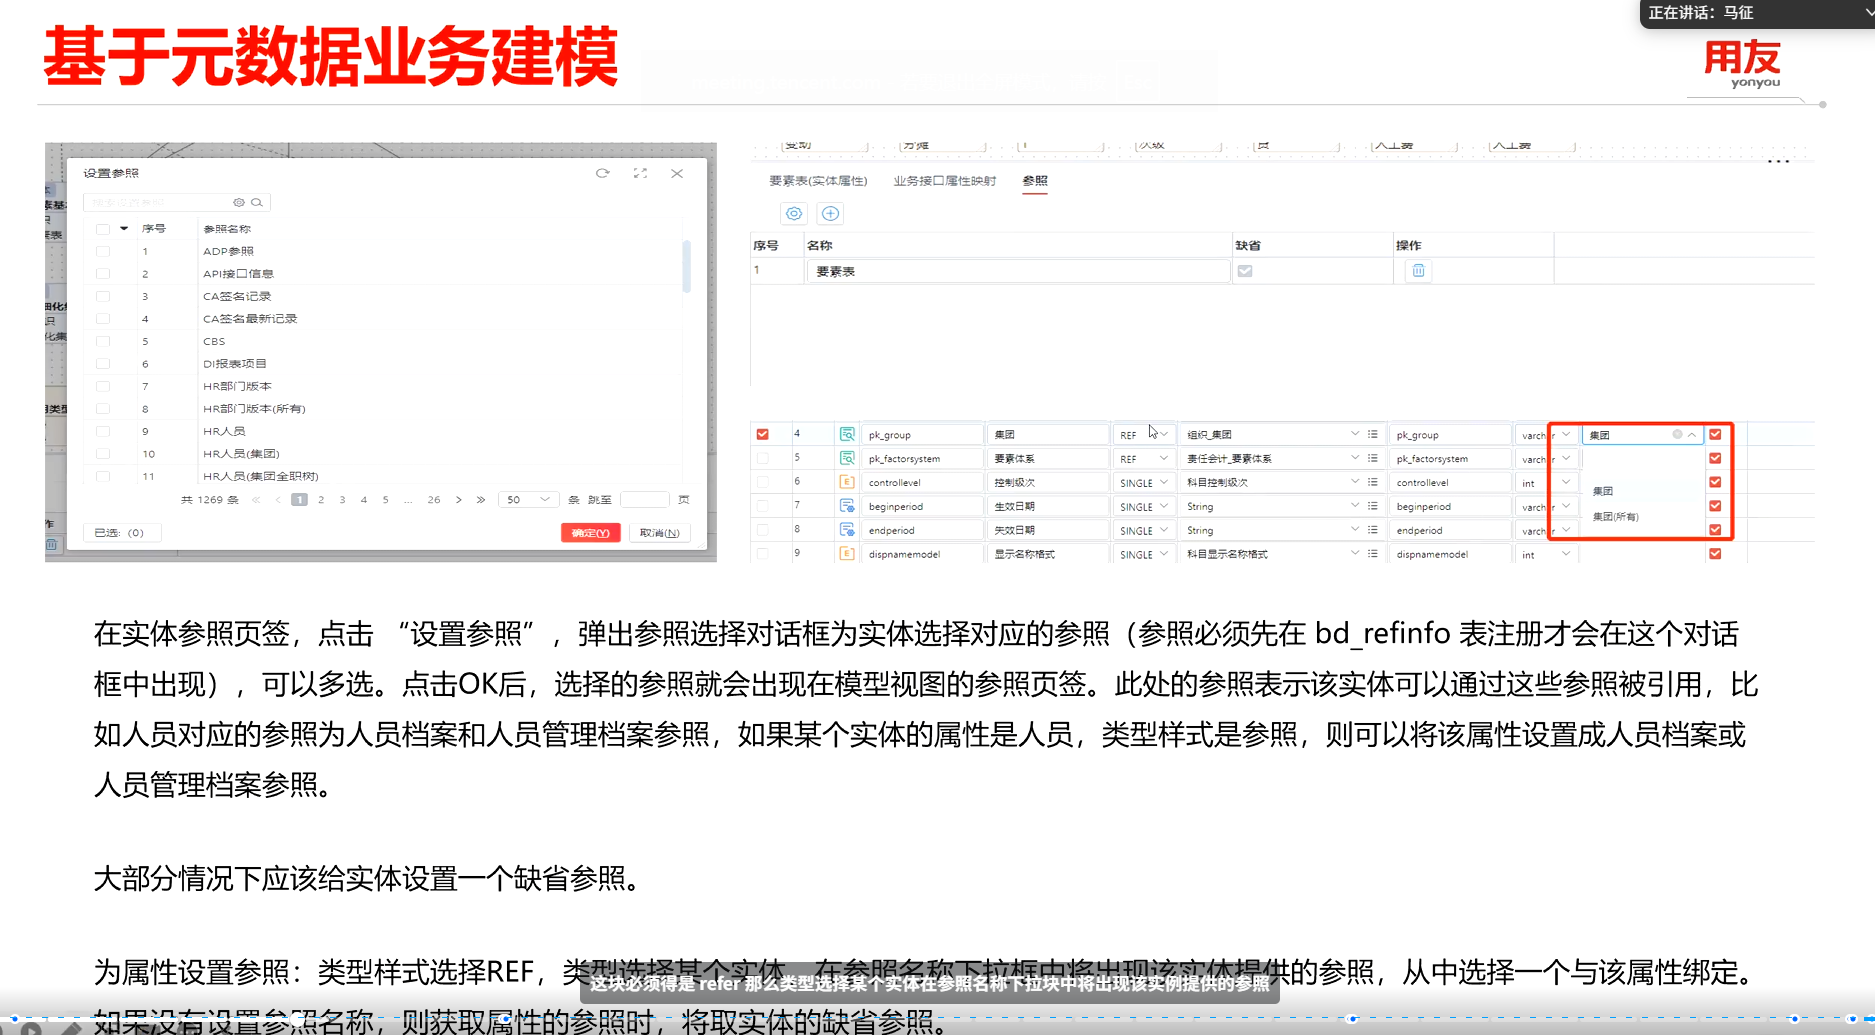 正在讲话：马征
基于元数据业务建模
用友
yonyou
设置参照
序号 参照名称
1 ADP参照
2 API接口信息
3 CA签名记录
4 CA签名最新记录
5 CBS
6 DI报表项目
7 HR部门版本
8 HR部门版本(所有)
9 HR人员
10 HR人员(集团)
11 HR人员(集团全职树)
共 1269 条 « < 1 2 3 4 5 ... 26 > » 50 条 跳至 页
已选: (0) 确定(Y) 取消(N)
要素表(实体属性) 业务接口属性映射 参照
序号 名称 缺省 操作
1 要素表
4 pk_group 集团 REF 组织_集团 pk_group varchar 集团
5 pk_factorsystem 要素体系 REF 责任会计_要素体系 pk_factorsystem varchar
6 controllevel 控制级次 SINGLE 科目控制级次 controllevel int
集团
7 beginperiod 生效日期 SINGLE String beginperiod varchar
集团(所有)
8 endperiod 失效日期 SINGLE String endperiod varchar
9 dispnamemodel 显示名称格式 SINGLE 科目显示名称格式 dispnamemodel int
在实体参照页签，点击 “设置参照”，弹出参照选择对话框为实体选择对应的参照（参照必须先在 bd_refinfo 表注册才会在这个对话
框中出现），可以多选。点击OK后，选择的参照就会出现在模型视图的参照页签。此处的参照表示该实体可以通过这些参照被引用，比
如人员对应的参照为人员档案和人员管理档案参照，如果某个实体的属性是人员，类型样式是参照，则可以将该属性设置成人员档案或
人员管理档案参照。
大部分情况下应该给实体设置一个缺省参照。
为属性设置参照：类型样式选择REF，类型选择某个实体，在参照名称下拉框中将出现该实体提供的参照，从中选择一个与该属性绑定。
这块必须得是 refer 那么类型选择某个实体在参照名称下拉块中将出现该实例提供的参照
如果没有设置参照名称，则获取属性的参照时，将取实体的缺省参照。